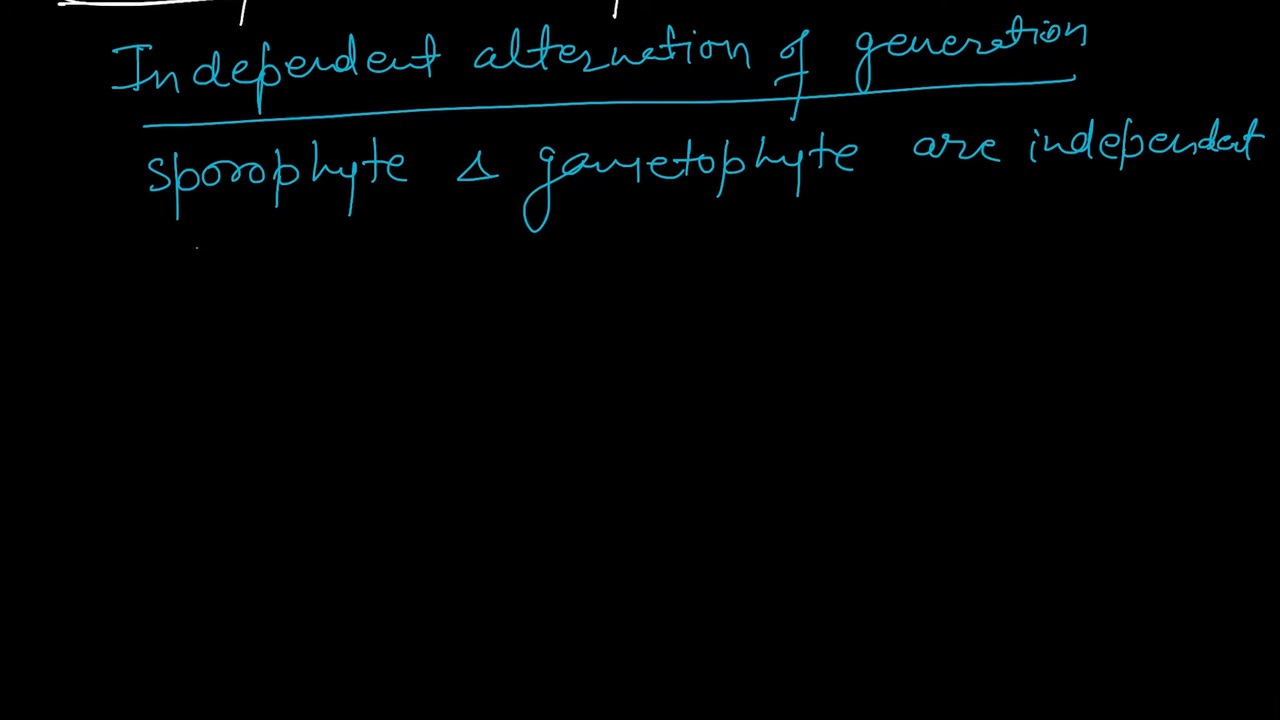 Independent alternation of generation
sporophyte & gametophyte are independent